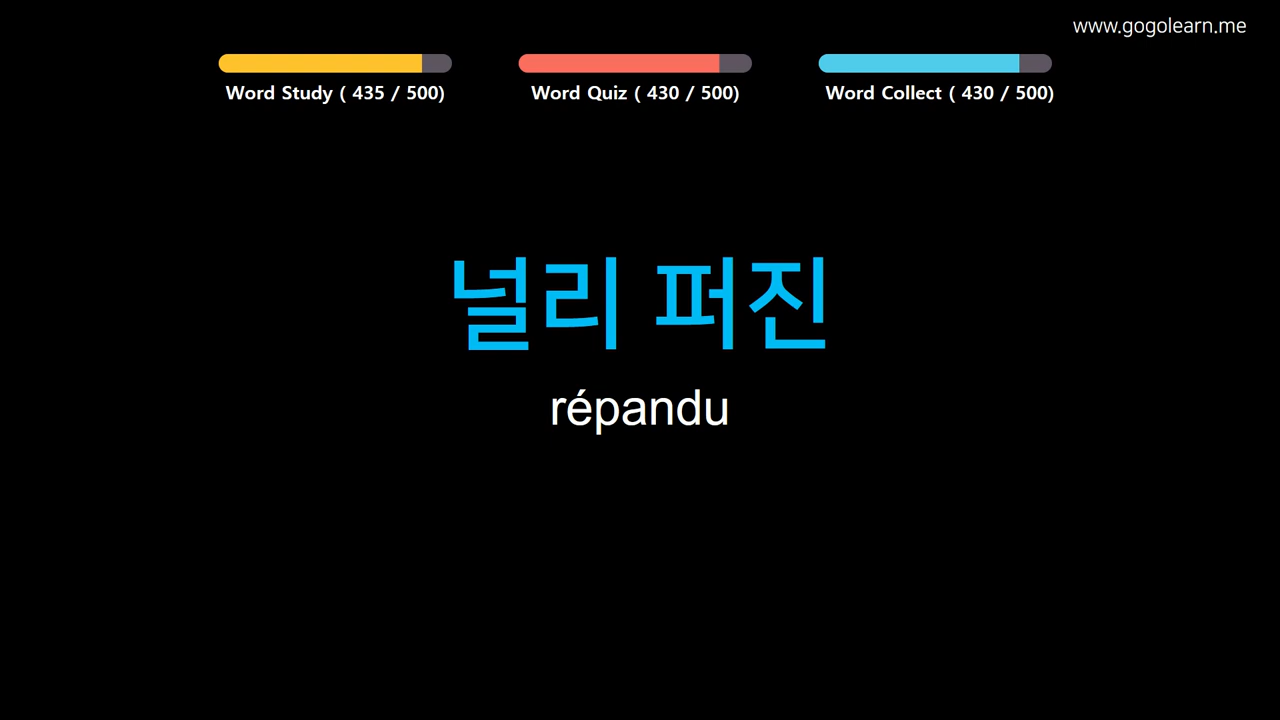 www.gogolearn.me
Word Study ( 435 / 500)
Word Quiz ( 430 / 500)
Word Collect ( 430 / 500)
널리 퍼진
répandu